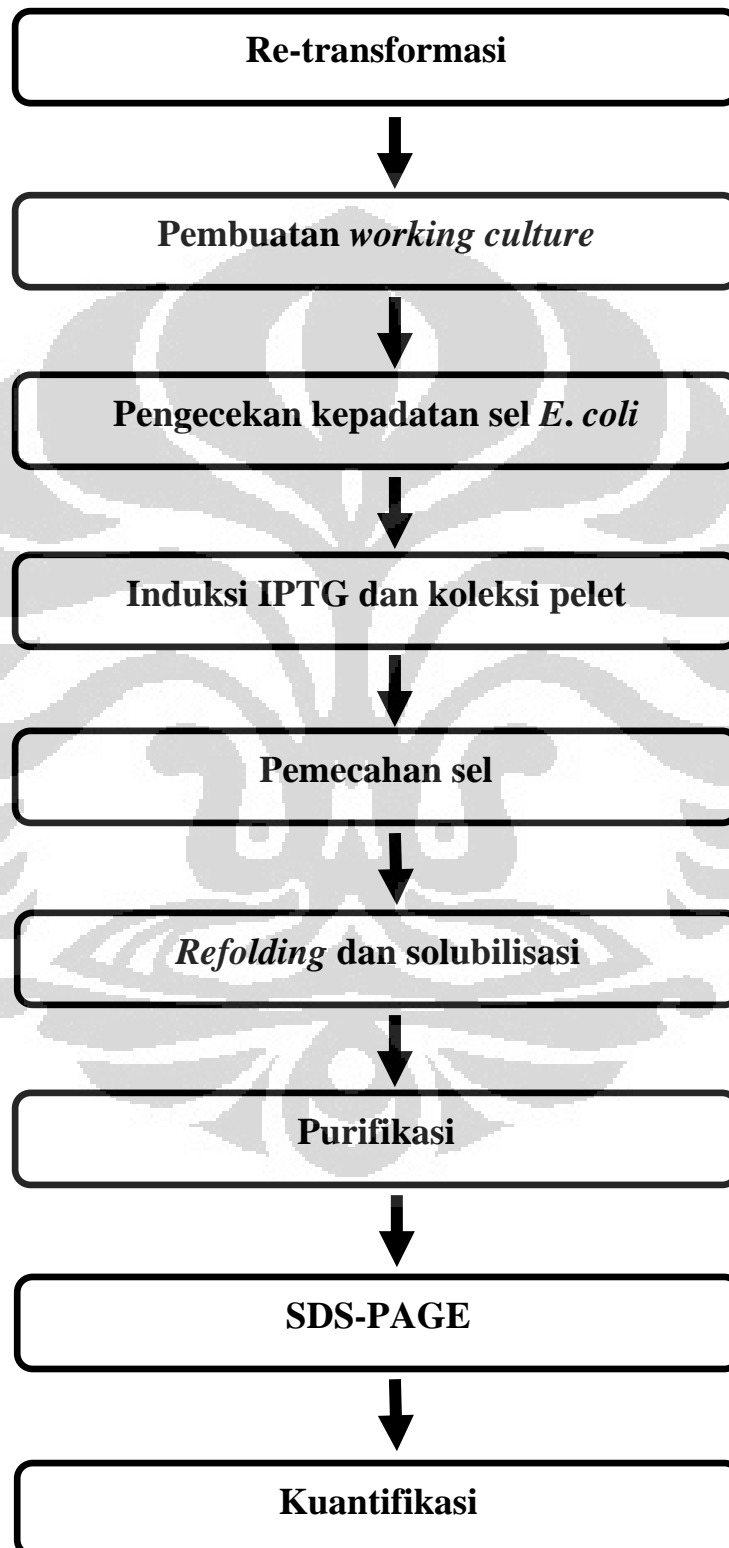 Re-transformasi
Pembuatan working culture
Pengecekan kepadatan sel E. coli
Induksi IPTG dan koleksi pelet
Pemecahan sel
Refolding dan solubilisasi
Purifikasi
SDS-PAGE
Kuantifikasi